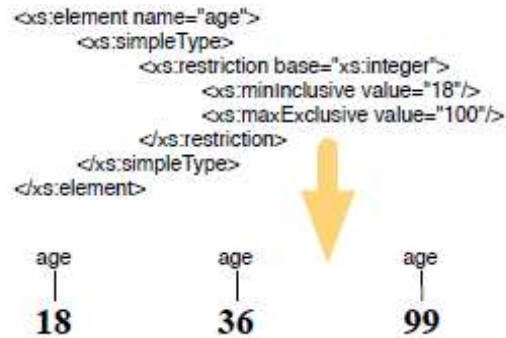 <xs:element name="age">
<xs:simpleType>
<xs:restriction base="xs:integer">
<xs:minInclusive value="18"/>
<xs:maxExclusive value="100"/>
</xs:restriction>
</xs:simpleType>
</xs:element>
age age age
18 36 99